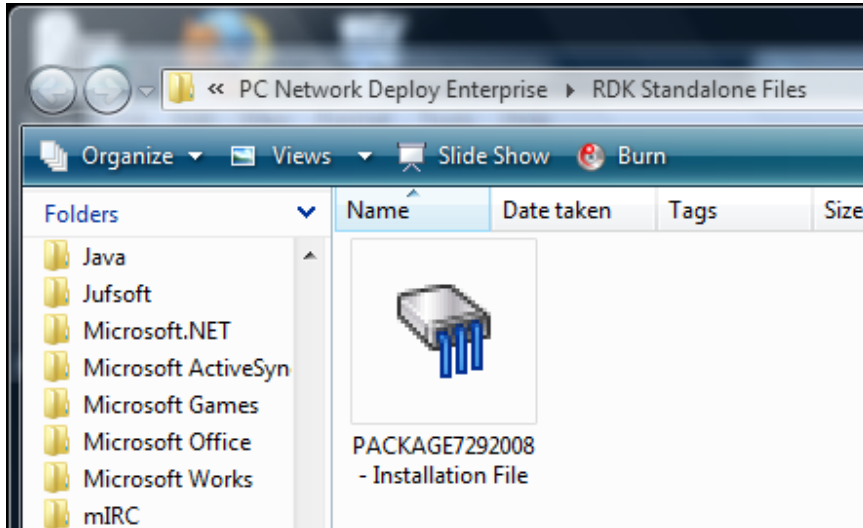 « PC Network Deploy Enterprise RDK Standalone Files
Organize Views Slide Show Burn
Folders Name Date taken Tags Size
Java
Jufsoft
Microsoft.NET
Microsoft ActiveSyn
Microsoft Games
Microsoft Office
Microsoft Works
mIRC
PACKAGE7292008
- Installation File